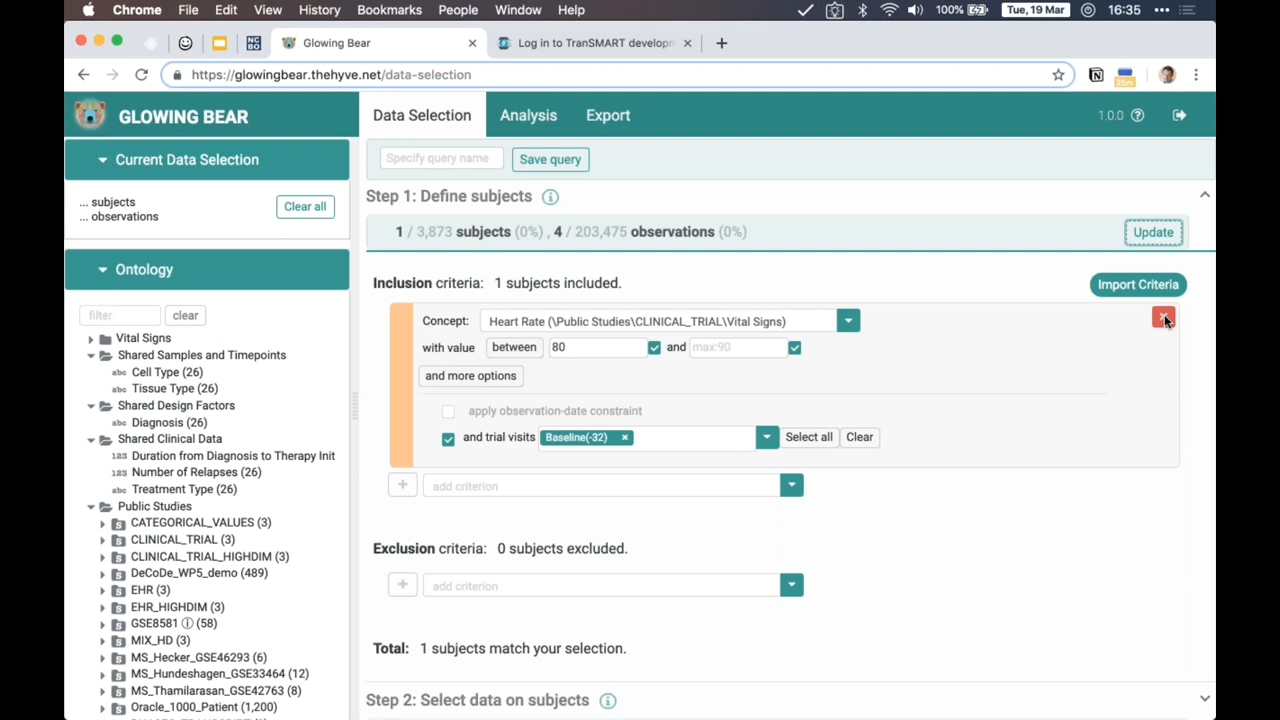 Chrome File Edit View History Bookmarks People Window Help 100% Tue, 19 Mar 16:35
NC BO Glowing Bear Log in to TranSMART developm
https://glowingbear.thehyve.net/data-selection
GLOWING BEAR Data Selection Analysis Export 1.0.0
Current Data Selection
... subjects
... observations
Clear all
Ontology
filter clear
Vital Signs
Shared Samples and Timepoints
abc Cell Type (26)
abc Tissue Type (26)
Shared Design Factors
abc Diagnosis (26)
Shared Clinical Data
123 Duration from Diagnosis to Therapy Init
123 Number of Relapses (26)
abc Treatment Type (26)
Public Studies
S CATEGORICAL_VALUES (3)
S CLINICAL_TRIAL (3)
S CLINICAL_TRIAL_HIGHDIM (3)
S DeCoDe_WP5_demo (489)
S EHR (3)
S EHR_HIGHDIM (3)
S GSE8581 (58)
S MIX_HD (3)
S MS_Hecker_GSE46293 (6)
S MS_Hundeshagen_GSE33464 (12)
S MS_Thamilarasan_GSE42763 (8)
S Oracle_1000_Patient (1,200)
Specify query name Save query
Step 1: Define subjects
1 / 3,873 subjects (0%) , 4 / 203,475 observations (0%) Update
Inclusion criteria: 1 subjects included. Import Criteria
Concept: Heart Rate (\Public Studies\CLINICAL_TRIAL\Vital Signs)
with value between 80 and max:90
and more options
apply observation-date constraint
and trial visits Baseline(-32) × Select all Clear
+ add criterion
Exclusion criteria: 0 subjects excluded.
+ add criterion
Total: 1 subjects match your selection.
Step 2: Select data on subjects